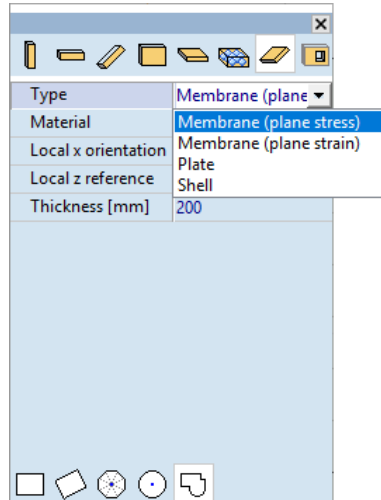 Type Membrane (plane
Material Membrane (plane stress)
Local x orientation Membrane (plane strain)
Local z reference Plate
Shell
Thickness [mm] 200